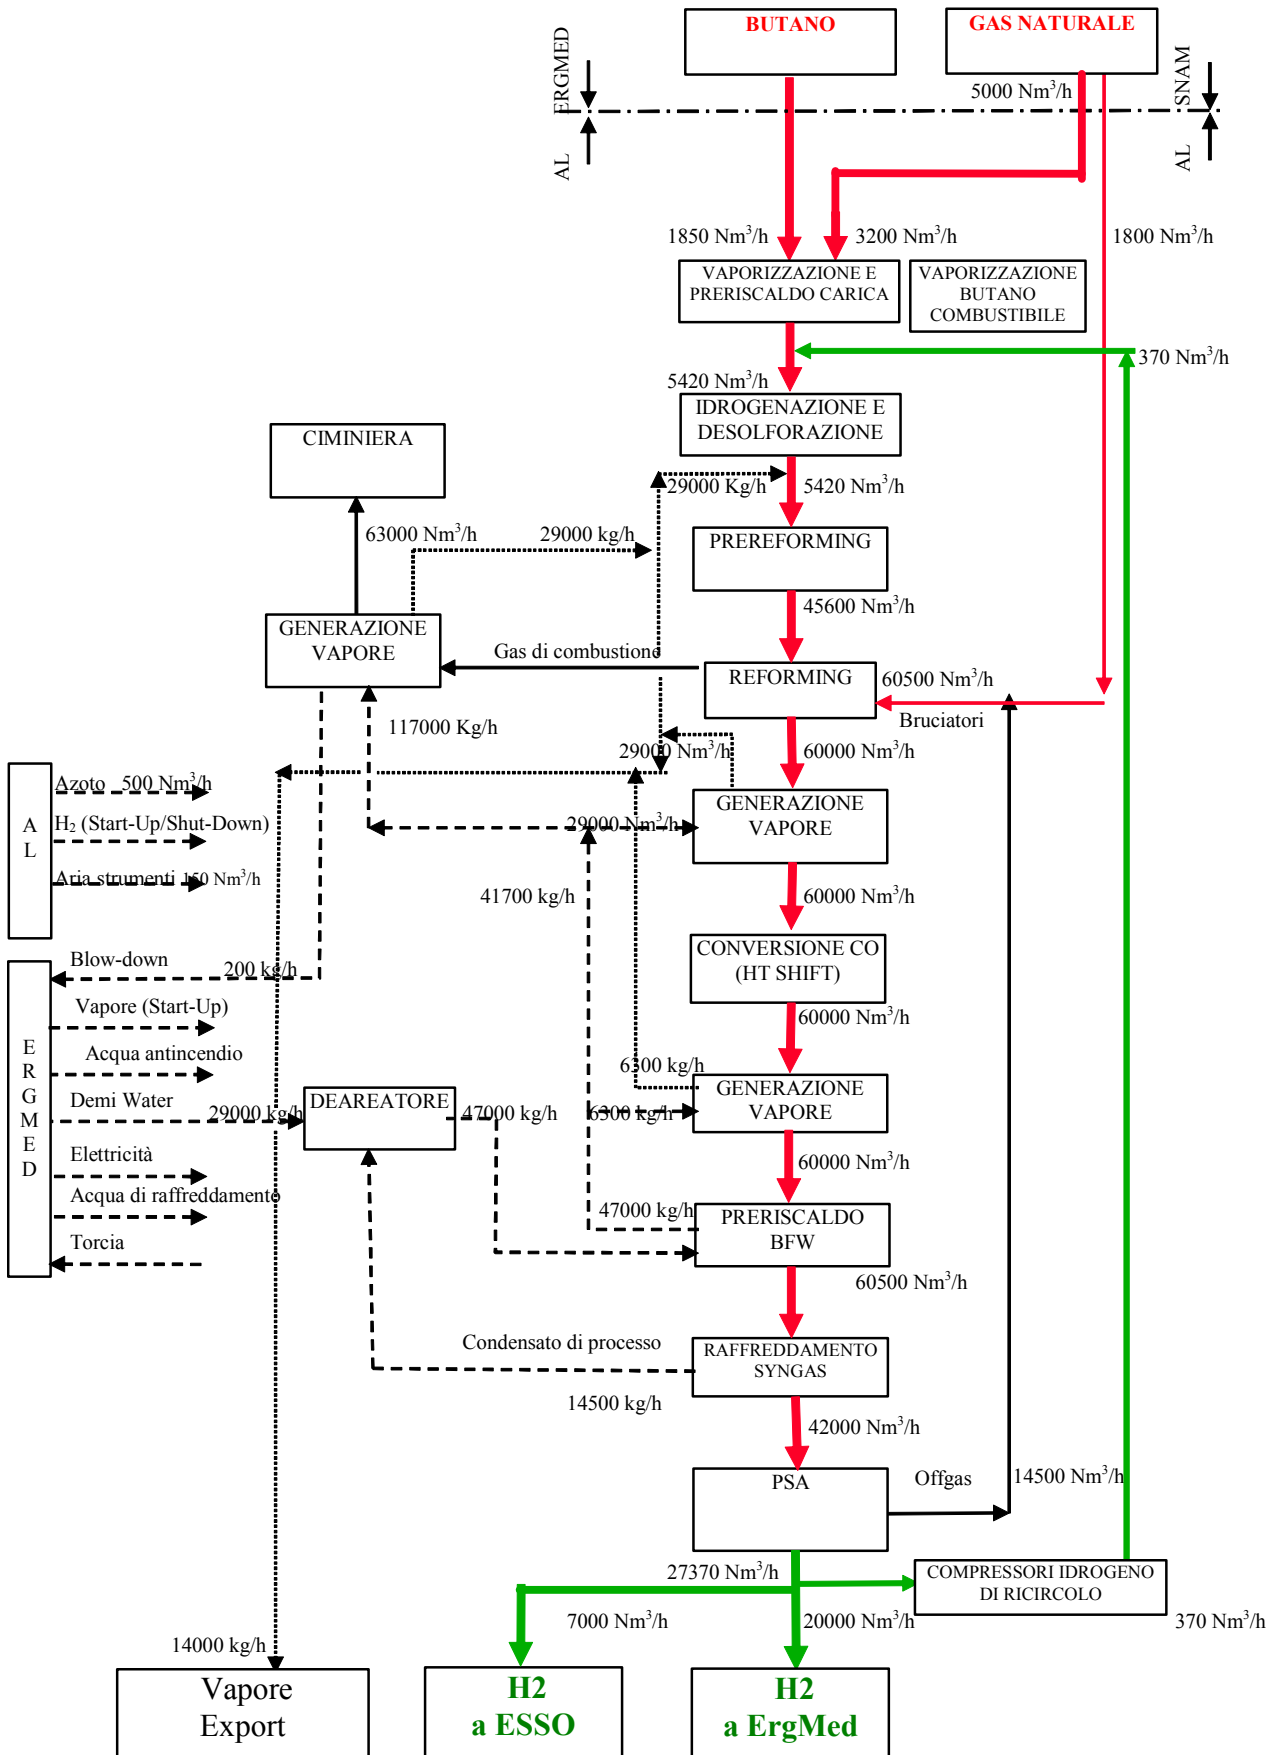 BUTANO
GAS NATURALE
ERGMED
SNAM
5000 Nm³/h
AL
AL
1850 Nm³/h
3200 Nm³/h
1800 Nm³/h
VAPORIZZAZIONE E
PRERISCALDO CARICA
VAPORIZZAZIONE
BUTANO
COMBUSTIBILE
370 Nm³/h
5420 Nm³/h
IDROGENAZIONE E
DESOLFORAZIONE
CIMINIERA
29000 Kg/h
5420 Nm³/h
63000 Nm³/h
29000 kg/h
PREREFORMING
45600 Nm³/h
GENERAZIONE
VAPORE
Gas di combustione
REFORMING
60500 Nm³/h
Bruciatori
117000 Kg/h
29000 Nm³/h
60000 Nm³/h
A
L
Azoto 500 Nm³/h
H₂ (Start-Up/Shut-Down)
Aria strumenti 150 Nm³/h
GENERAZIONE
VAPORE
29000 Nm³/h
41700 kg/h
60000 Nm³/h
CONVERSIONE CO
(HT SHIFT)
60000 Nm³/h
E
R
G
M
E
D
Blow-down
200 kg/h
Vapore (Start-Up)
Acqua antincendio
Demi Water
29000 kg/h
Elettricità
Acqua di raffreddamento
Torcia
DEAREATORE
47000 kg/h
6300 kg/h
GENERAZIONE
VAPORE
6300 kg/h
60000 Nm³/h
47000 kg/h
PRERISCALDO
BFW
60500 Nm³/h
Condensato di processo
RAFFREDDAMENTO
SYNGAS
14500 kg/h
42000 Nm³/h
PSA
Offgas
14500 Nm³/h
27370 Nm³/h
COMPRESSORI IDROGENO
DI RICIRCOLO
7000 Nm³/h
20000 Nm³/h
370 Nm³/h
14000 kg/h
Vapore
Export
H2
a ESSO
H2
a ErgMed